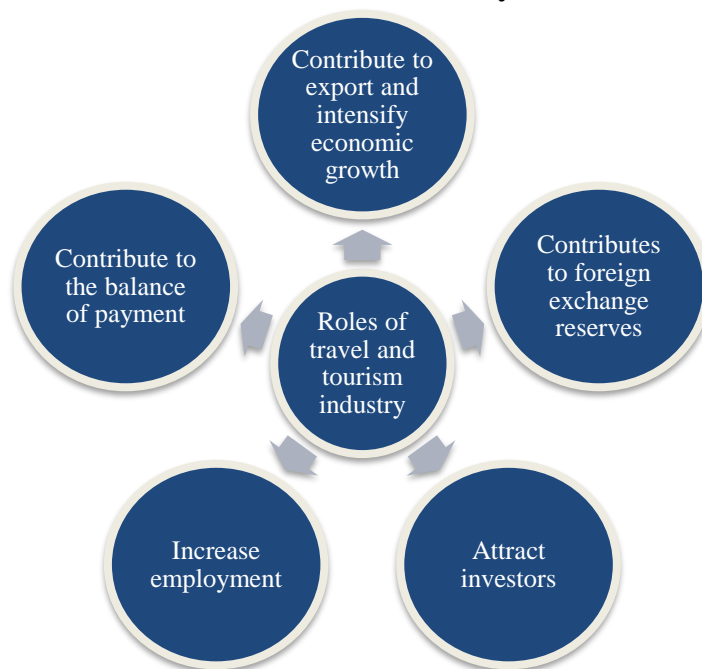 Contribute to
export and
intensify
economic
growth
Contribute to
the balance
of payment
Contributes
to foreign
exchange
reserves
Roles of
travel and
tourism
industry
Increase
employment
Attract
investors